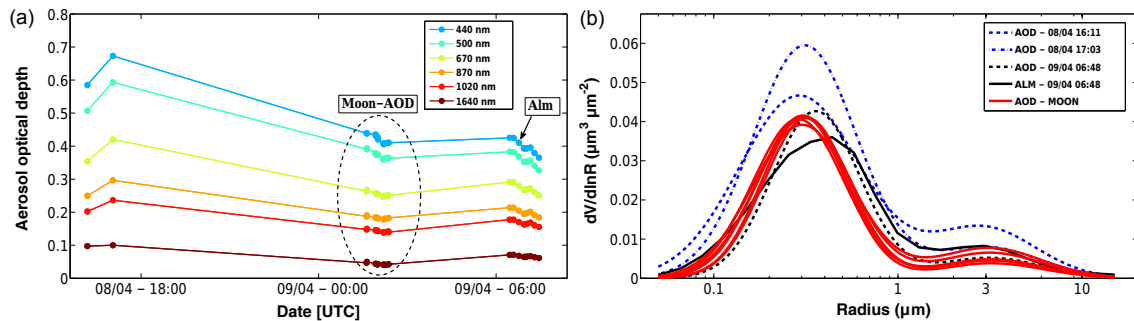 (a)
0.8
0.7
0.6
0.5
0.4
0.3
0.2
0.1
0
Aerosol optical depth
440 nm
500 nm
670 nm
870 nm
1020 nm
1640 nm
Moon−AOD
Alm
08/04 − 18:00
09/04 − 00:00
09/04 − 06:00
Date [UTC]
(b)
0.06
0.05
0.04
0.03
0.02
0.01
0
dV/dlnR (µm³ µm⁻²)
AOD − 08/04 16:11
AOD − 08/04 17:03
AOD − 09/04 06:48
ALM − 09/04 06:48
AOD − MOON
0.1
1
3
10
Radius (µm)